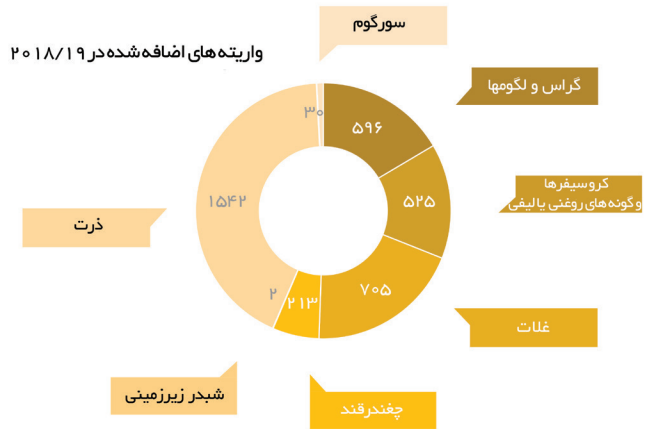 سورگوم
واریته های اضافه شده در ۲۰۱۸/۱۹
گراس و لگومها
۳۰
۵۹۶
کروسیفرها
و گونه های روغنی یا لیفی
۵۲۵
۱۵۴۲
ذرت
۷۰۵
۲
۲۱۳
غلات
شبدر زیرزمینی
چغندرقند